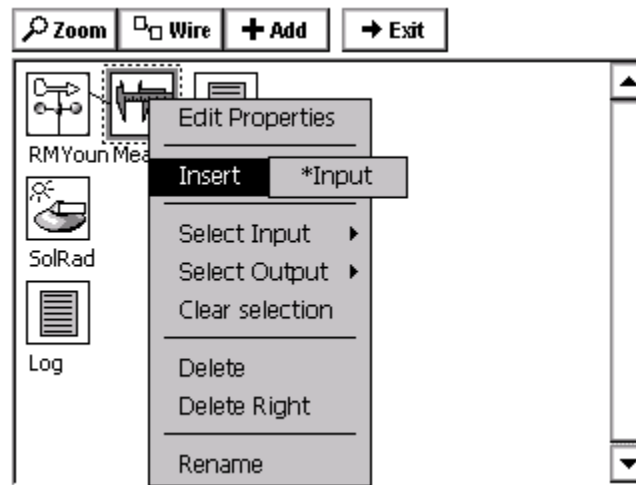 Zoom Wire Add Exit
RMYoun Mea
Edit Properties
Insert *Input
Select Input
SolRad
Select Output
Clear selection
Log
Delete
Delete Right
Rename